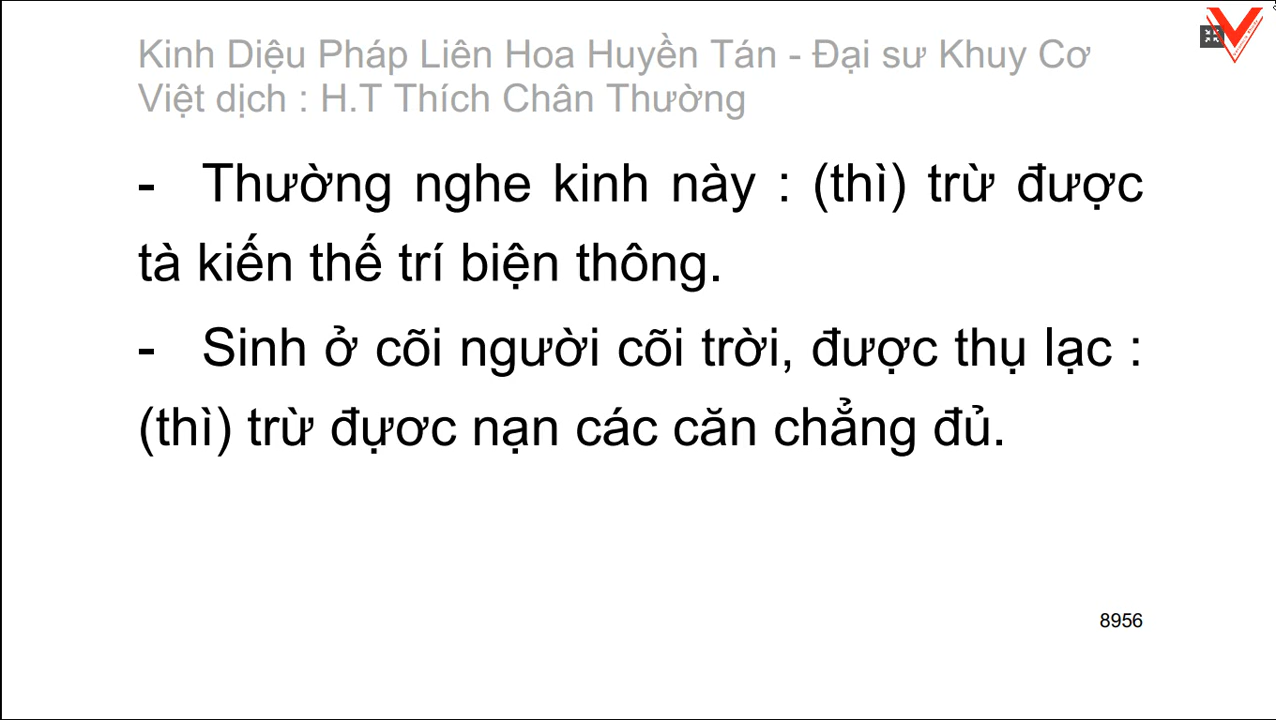 Kinh Diệu Pháp Liên Hoa Huyền Tán - Đại sư Khuy Cơ
Việt dịch : H.T Thích Chân Thường
- Thường nghe kinh này : (thì) trừ được
tà kiến thế trí biện thông.
- Sinh ở cõi người cõi trời, được thụ lạc :
(thì) trừ đựơc nạn các căn chẳng đủ.
8956